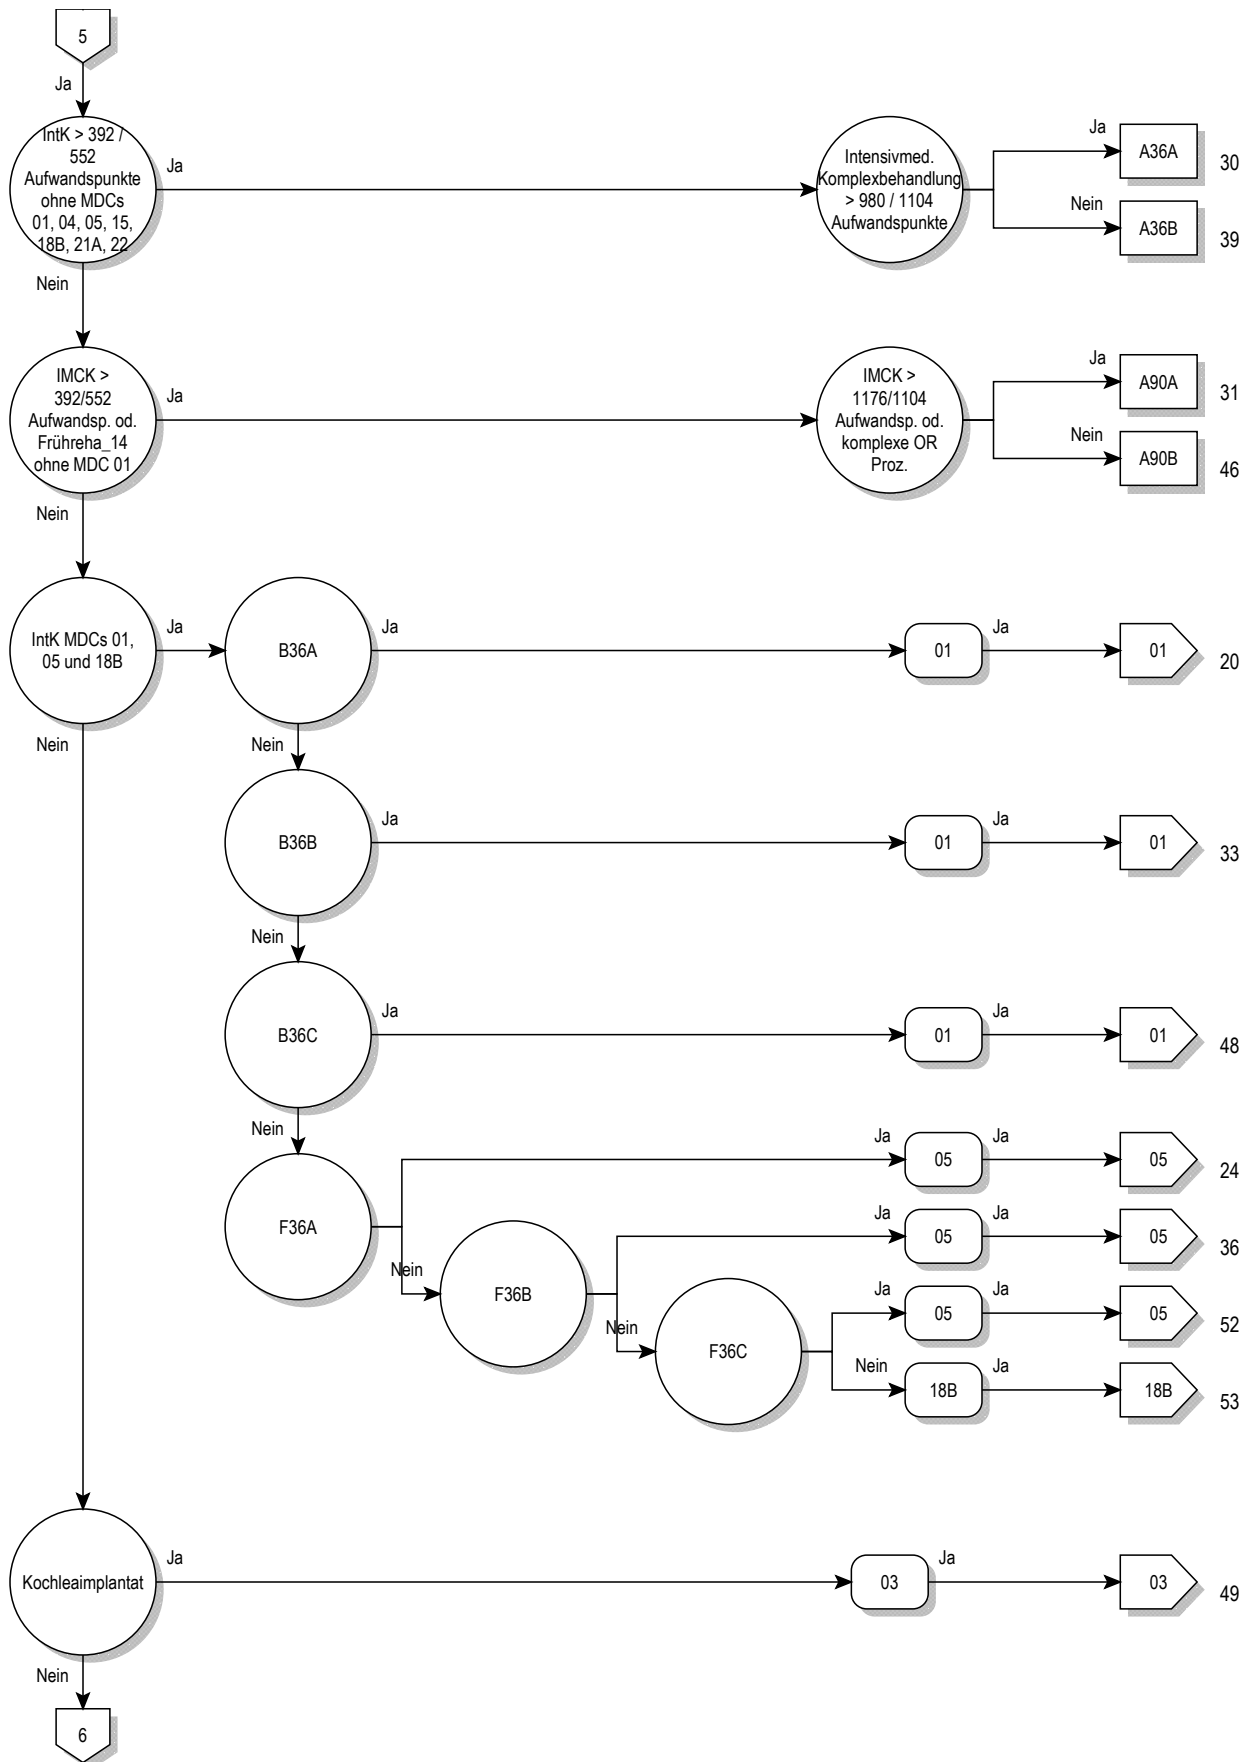 5
Ja
IntK > 392 /
552
Aufwandspunkte
ohne MDCs
01, 04, 05, 15,
18B, 21A, 22
Ja
Intensivmed.
Komplexbehandlung
> 980 / 1104
Aufwandspunkte
Ja
A36A
30
Nein
A36B
39
Nein
IMCK >
392/552
Aufwandsp. od.
Frühreha_14
ohne MDC 01
Ja
IMCK >
1176/1104
Aufwandsp. od.
komplexe OR
Proz.
Ja
A90A
31
Nein
A90B
46
Nein
IntK MDCs 01,
05 und 18B
Ja
B36A
Ja
01
Ja
01
20
Nein
Nein
B36B
Ja
01
Ja
01
33
Nein
B36C
Ja
01
Ja
01
48
Nein
F36A
Ja
05
Ja
05
24
Nein
F36B
Ja
05
Ja
05
36
Nein
F36C
Ja
05
Ja
05
52
Nein
18B
Ja
18B
53
Kochleaimplantat
Ja
03
Ja
03
49
Nein
6